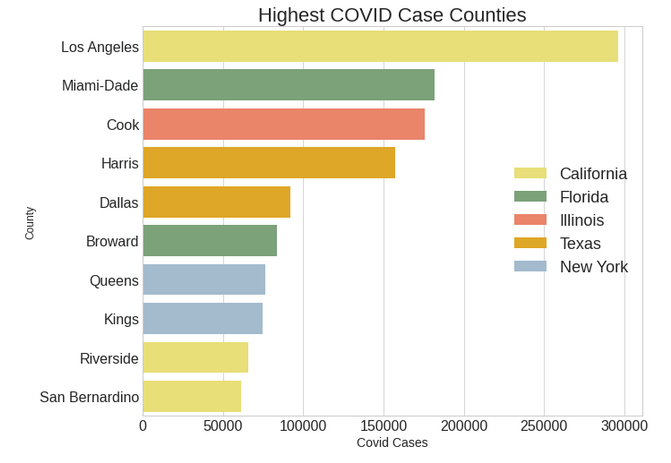 Highest COVID Case Counties
Los Angeles
Miami-Dade
Cook
Harris
Dallas
Broward
Queens
Kings
Riverside
San Bernardino
County
California
Florida
Illinois
Texas
New York
0 50000 100000 150000 200000 250000 300000
Covid Cases